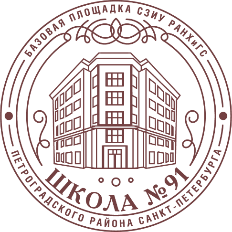 БАЗОВАЯ ПЛОЩАДКА СЗИУ РАНХиГС
ШКОЛА №91
ПЕТРОГРАДСКОГО РАЙОНА САНКТ-ПЕТЕРБУРГА